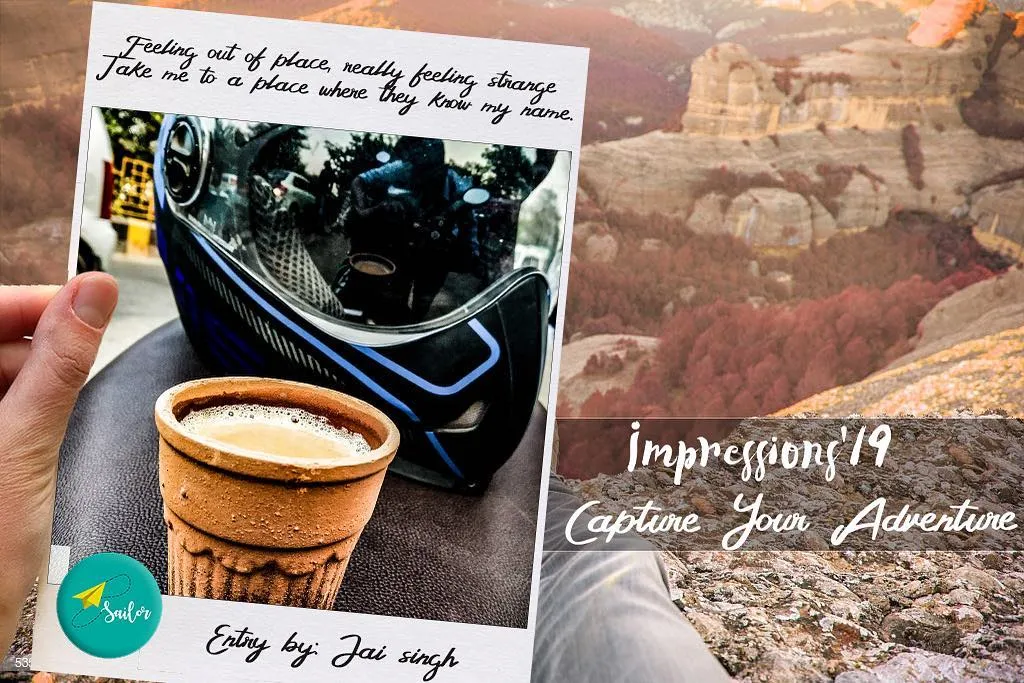 Feeling out of place, really feeling strange
Take me to a place where they know my name.
Impressions'19
Capture Your Adventure
Sailor
Entry by: Jai singh